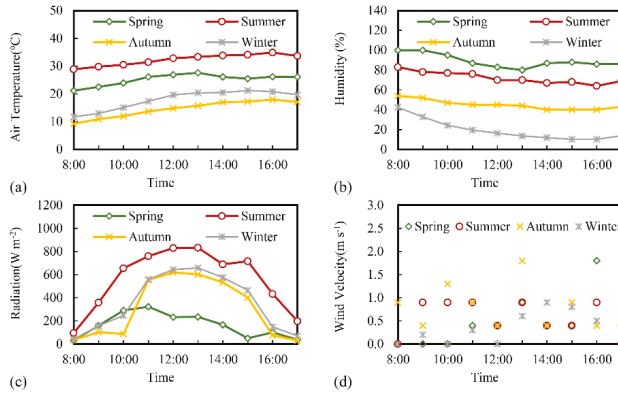 Air Temperature(℃)
50
40
30
20
10
0
Spring Summer
Autumn Winter
8:00 10:00 12:00 14:00 16:00
(a) Time
Humidity (%)
140
120
100
80
60
40
20
0
Spring Summer
Autumn Winter
8:00 10:00 12:00 14:00 16:00
(b) Time
Radiation(W m⁻²)
1200
1000
800
600
400
200
0
Spring Summer
Autumn Winter
8:00 10:00 12:00 14:00 16:00
(c) Time
Wind Velocity(m s⁻¹)
3.0
2.5
2.0
1.5
1.0
0.5
0.0
Spring Summer Autumn Winter
8:00 10:00 12:00 14:00 16:00
(d) Time